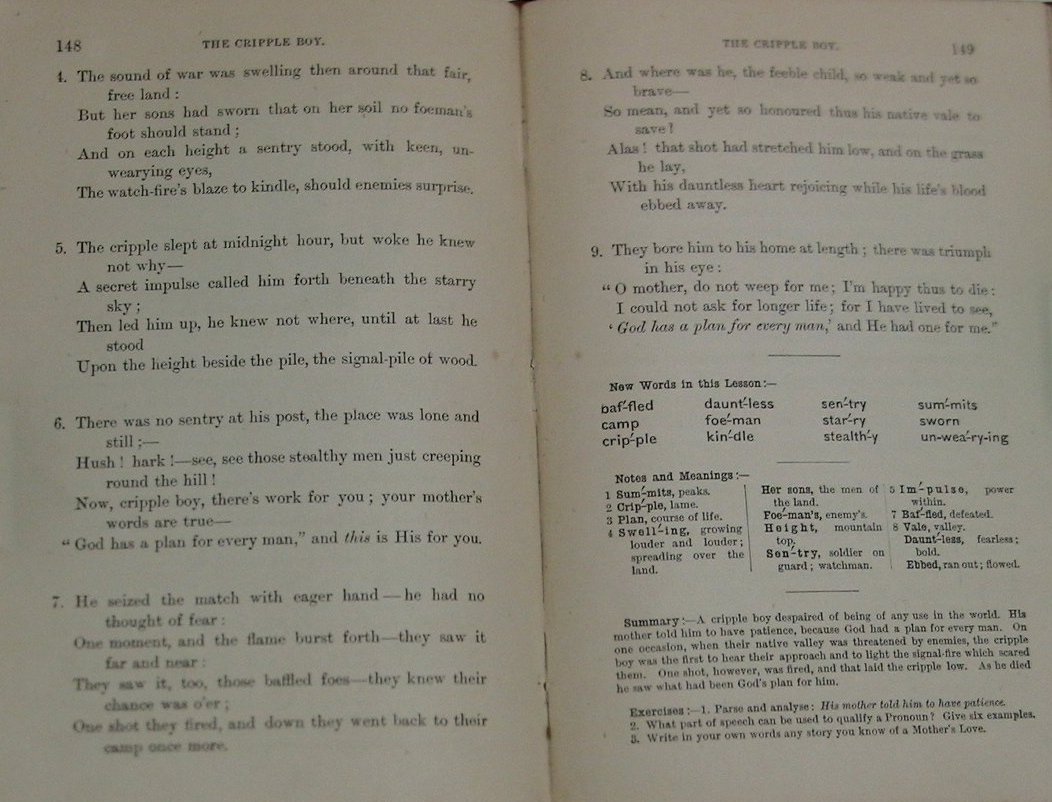 148
THE CRIPPLE BOY.
4. The sound of war was swelling then around that fair,
free land :
But her sons had sworn that on her soil no foeman's
foot should stand ;
And on each height a sentry stood, with keen, un-
wearying eyes,
The watch-fire's blaze to kindle, should enemies surprise.
5. The cripple slept at midnight hour, but woke he knew
not why—
A secret impulse called him forth beneath the starry
sky ;
Then led him up, he knew not where, until at last he
stood
Upon the height beside the pile, the signal-pile of wood.
6. There was no sentry at his post, the place was lone and
still ;—
Hush ! hark !—see, see those stealthy men just creeping
round the hill !
Now, cripple boy, there's work for you ; your mother's
words are true—
“ God has a plan for every man,” and this is His for you.
7. He seized the match with eager hand—he had no
thought of fear :
One moment, and the flame burst forth—they saw it
far and near :
They saw it, too, those baffled foes—they knew their
chance was o'er ;
One shot they fired, and down they went back to their
camp once more.
THE CRIPPLE BOY.
149
8. And where was he, the feeble child, so weak and yet so
brave—
So mean, and yet so honoured thus his native vale to
save ?
Alas ! that shot had stretched him low, and on the grass
he lay,
With his dauntless heart rejoicing while his life's blood
ebbed away.
9. They bore him to his home at length ; there was triumph
in his eye :
“ O mother, do not weep for me ; I'm happy thus to die :
I could not ask for longer life ; for I have lived to see,
‘ God has a plan for every man,’ and He had one for me.”
New Words in this Lesson :—
baf′-fled daunt′-less sen′-try sum′-mits
camp foe′-man star′-ry sworn
crip′-ple kin′-dle stealth′-y un-wea′-ry-ing
Notes and Meanings :—
1 Sum′-mits, peaks.
2 Crip′-ple, lame.
3 Plan, course of life.
4 Swell′-ing, growing
louder and louder ;
spreading over the
land.
Her sons, the men of
the land.
Foe′-man's, enemy's.
Height, mountain
top.
Sen′-try, soldier on
guard ; watchman.
5 Im′-pulse, power
within.
7 Baf′-fled, defeated.
8 Vale, valley.
Daunt′-less, fearless ;
bold.
Ebbed, ran out ; flowed.
Summary :—A cripple boy despaired of being of any use in the world. His
mother told him to have patience, because God had a plan for every man. On
one occasion, when their native valley was threatened by enemies, the cripple
boy was the first to hear their approach and to light the signal-fire which scared
them. One shot, however, was fired, and that laid the cripple low. As he died
he saw what had been God's plan for him.
Exercises :—1. Parse and analyse : His mother told him to have patience.
2. What part of speech can be used to qualify a Pronoun ? Give six examples.
3. Write in your own words any story you know of a Mother's Love.